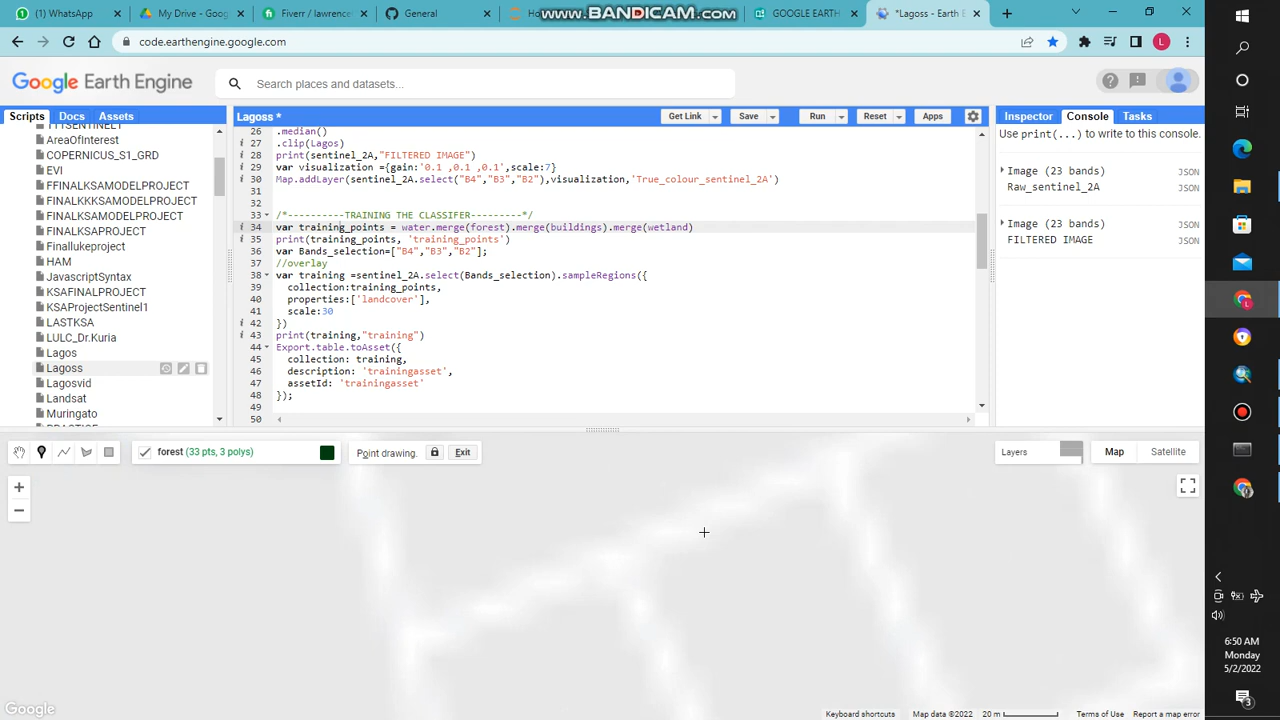 WhatsApp
My Drive - Go
Fiverr / lawrence
General
www.BANDICAM.com
GOOGLE EARTH
*Lagoss - Earth E
code.earthengine.google.com
L
Google Earth Engine
Search places and datasets...
Scripts
Docs
Assets
Lagoss *
Get Link
Save
Run
Reset
Apps
Inspector
Console
Tasks
AreaOfInterest
COPERNICUS_S1_GRD
EVI
FFINALKSAMODELPROJECT
FINALKKKSAMODELPROJECT
FINALKSAMODELPROJECT
FINALKSAPROJECT
Finallukeproject
HAM
JavascriptSyntax
KSAFINALPROJECT
KSAProjectSentinel1
LASTKSA
LULC_Dr.Kuria
Lagos
Lagoss
Lagosvid
Landsat
Muringato
26 .median()
27 .clip(Lagos)
28 print(sentinel_2A,"FILTERED IMAGE")
29 var visualization ={gain:'0.1 ,0.1 ,0.1',scale:7}
30 Map.addLayer(sentinel_2A.select("B4","B3","B2"),visualization,'True_colour_sentinel_2A')
31
32
33 /*----------TRAINING THE CLASSIFER---------*/
34 var training_points = water.merge(forest).merge(buildings).merge(wetland)
35 print(training_points, 'training_points')
36 var Bands_selection=["B4","B3","B2"];
37 //overlay
38 var training =sentinel_2A.select(Bands_selection).sampleRegions({
39 collection:training_points,
40 properties:['landcover'],
41 scale:30
42 })
43 print(training,"training")
44 Export.table.toAsset({
45 collection: training,
46 description: 'trainingasset',
47 assetId: 'trainingasset'
48 });
49
50
Use print(...) to write to this console.
Image (23 bands) JSON
Raw_sentinel_2A
Image (23 bands) JSON
FILTERED IMAGE
forest (33 pts, 3 polys)
Point drawing.
Exit
Layers
Map
Satellite
Google
Keyboard shortcuts
Map data ©2022
20 m
Terms of Use
Report a map error
6:50 AM
Monday
5/2/2022
3